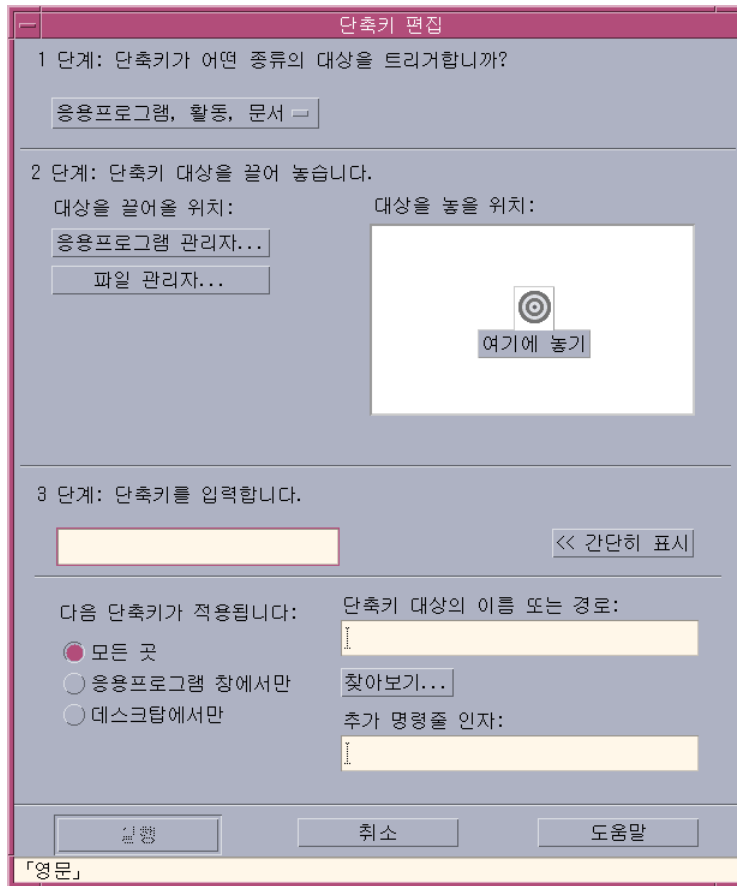 단축키 편집
1 단계: 단축키가 어떤 종류의 대상을 트리거합니까?
응용프로그램, 활동, 문서
2 단계: 단축키 대상을 끌어 놓습니다.
대상을 끌어올 위치:
대상을 놓을 위치:
응용프로그램 관리자...
파일 관리자...
여기에 놓기
3 단계: 단축키를 입력합니다.
<< 간단히 표시
다음 단축키가 적용됩니다:
모든 곳
응용프로그램 창에서만
데스크탑에서만
단축키 대상의 이름 또는 경로:
찾아보기...
추가 명령줄 인자:
실행
취소
도움말
「영문」